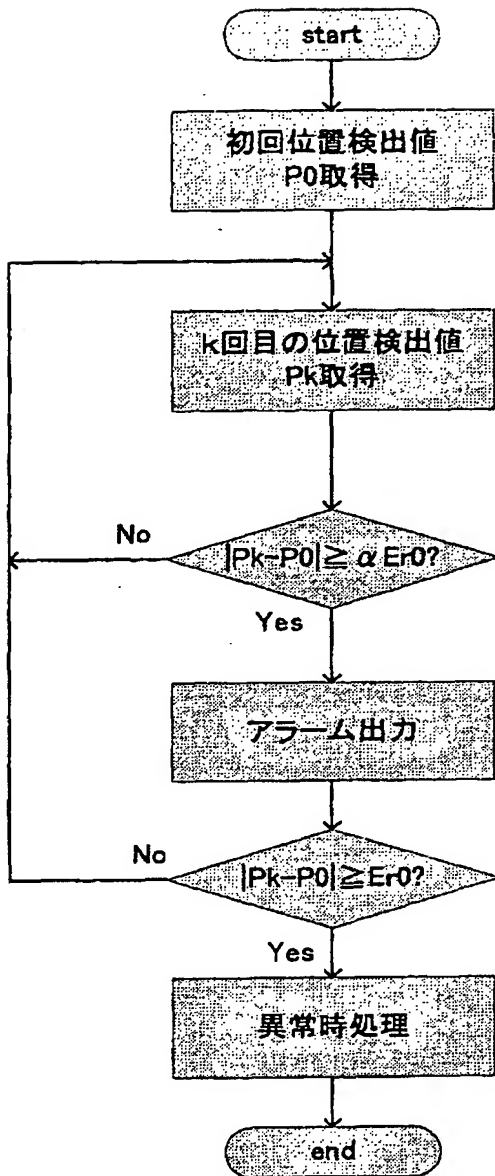 start
初回位置検出値
P0取得
k回目の位置検出値
Pk取得
No
|Pk-P0|≧αEr0?
Yes
アラーム出力
No
|Pk-P0|≧Er0?
Yes
異常時処理
end